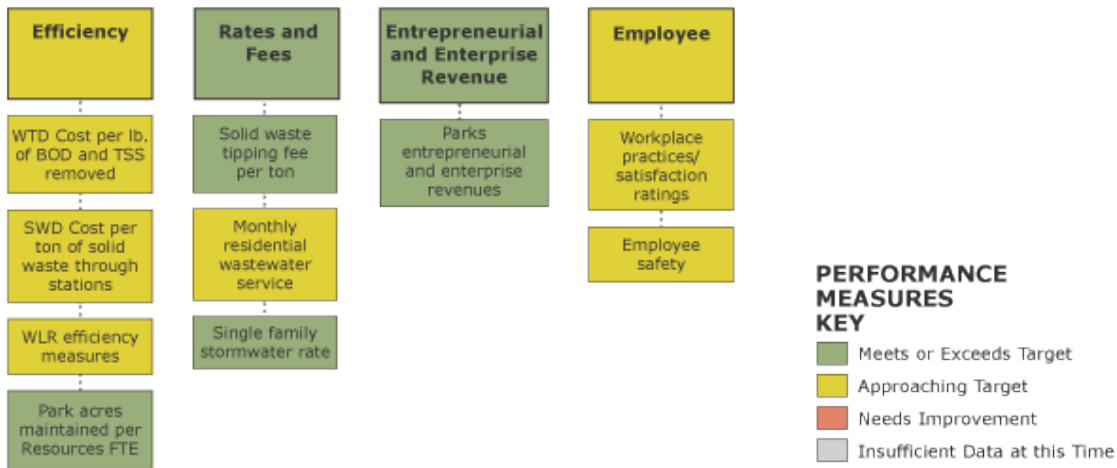 Efficiency
WTD Cost per lb.
of BOD and TSS
removed
SWD Cost per
ton of solid
waste through
stations
WLR efficiency
measures
Park acres
maintained per
Resources FTE
Rates and
Fees
Solid waste
tipping fee
per ton
Monthly
residential
wastewater
service
Single family
stormwater rate
Entrepreneurial
and Enterprise
Revenue
Parks
entrepreneurial
and enterprise
revenues
Employee
Workplace
practices/
satisfaction
ratings
Employee
safety
PERFORMANCE
MEASURES
KEY
Meets or Exceeds Target
Approaching Target
Needs Improvement
Insufficient Data at this Time